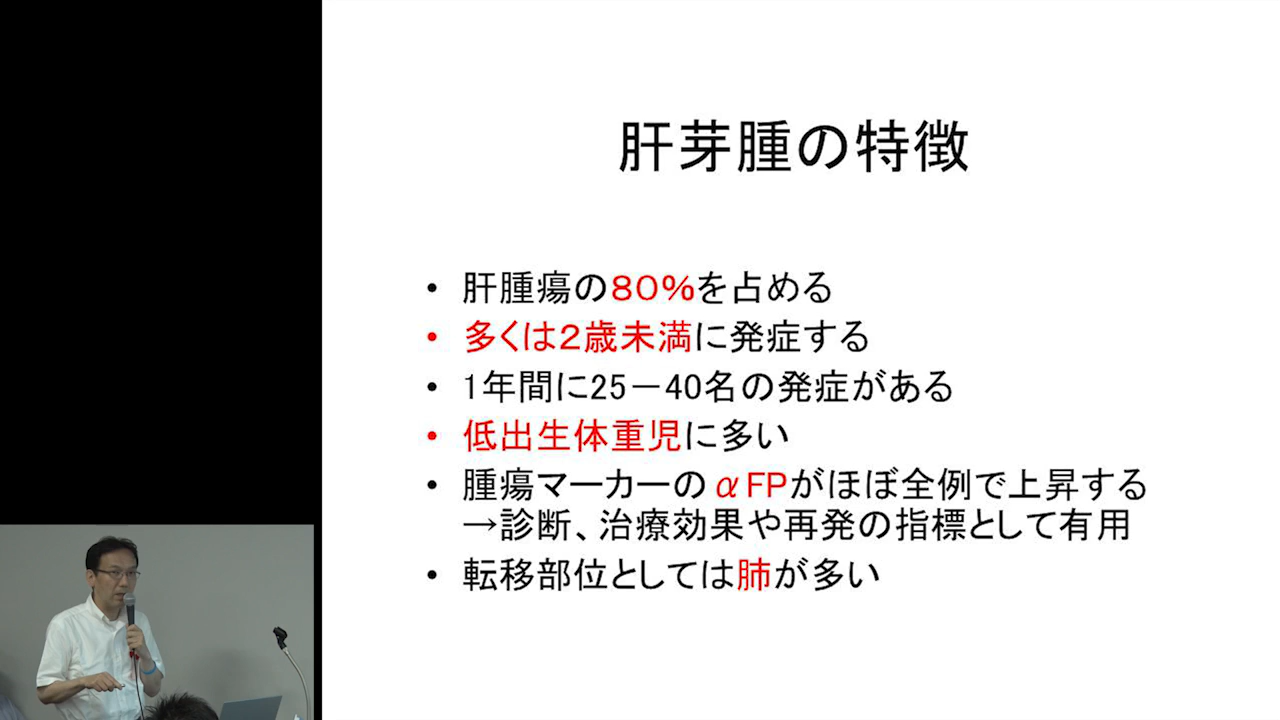 肝芽腫の特徴
• 肝腫瘍の80%を占める
• 多くは2歳未満に発症する
• 1年間に25－40名の発症がある
• 低出生体重児に多い
• 腫瘍マーカーのαFPがほぼ全例で上昇する
→診断、治療効果や再発の指標として有用
• 転移部位としては肺が多い